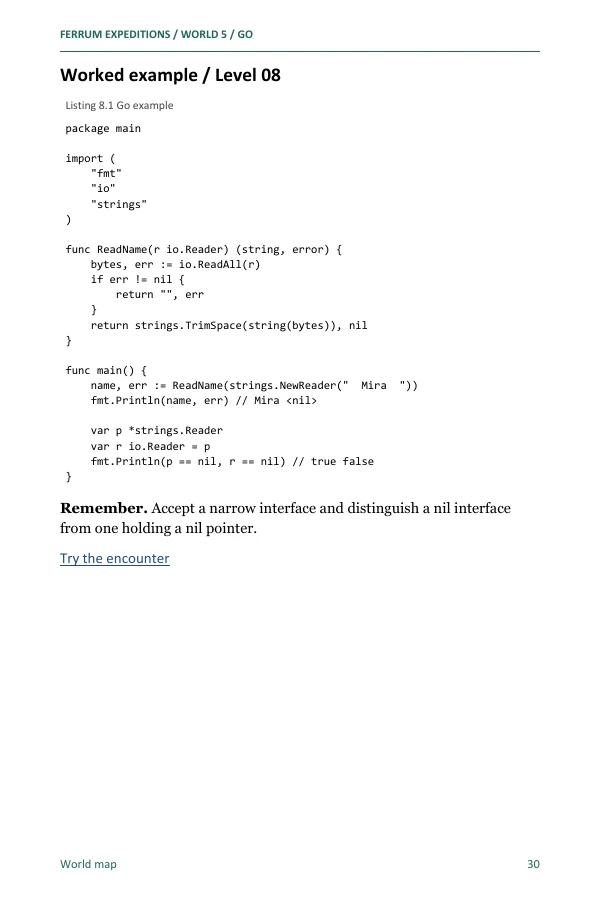 FERRUM EXPEDITIONS / WORLD 5 / GO
Worked example / Level 08
Listing 8.1 Go example
package main

import (
    "fmt"
    "io"
    "strings"
)

func ReadName(r io.Reader) (string, error) {
    bytes, err := io.ReadAll(r)
    if err != nil {
        return "", err
    }
    return strings.TrimSpace(string(bytes)), nil
}

func main() {
    name, err := ReadName(strings.NewReader("  Mira  "))
    fmt.Println(name, err) // Mira <nil>

    var p *strings.Reader
    var r io.Reader = p
    fmt.Println(p == nil, r == nil) // true false
}
Remember. Accept a narrow interface and distinguish a nil interface
from one holding a nil pointer.
Try the encounter
World map
30